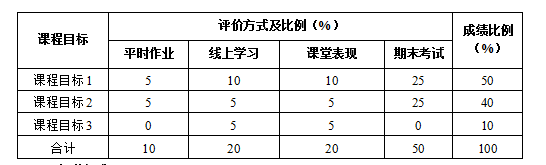 课程目标 评价方式及比例（%） 成绩比例（%）
平时作业 线上学习 课堂表现 期末考试
课程目标 1 5 10 10 25 50
课程目标 2 5 5 5 25 40
课程目标 3 0 5 5 0 10
合计 10 20 20 50 100